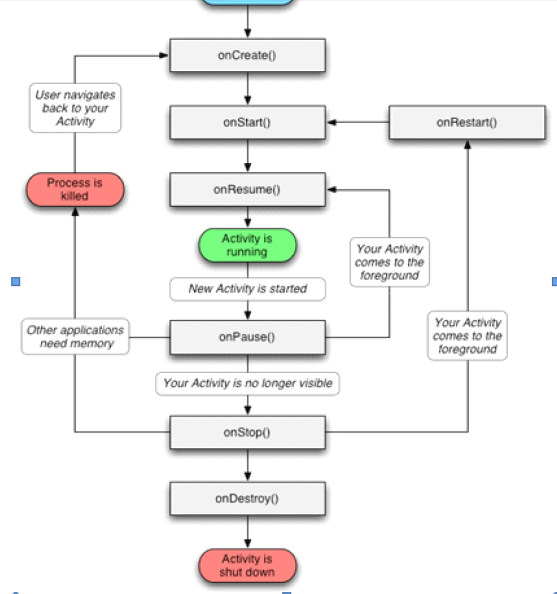 onCreate()
User navigates
back to your
Activity
onStart()
onRestart()
Process is
killed
onResume()
Activity is
running
Your Activity
comes to the
foreground
New Activity is started
Other applications
need memory
onPause()
Your Activity
comes to the
foreground
Your Activity is no longer visible
onStop()
onDestroy()
Activity is
shut down